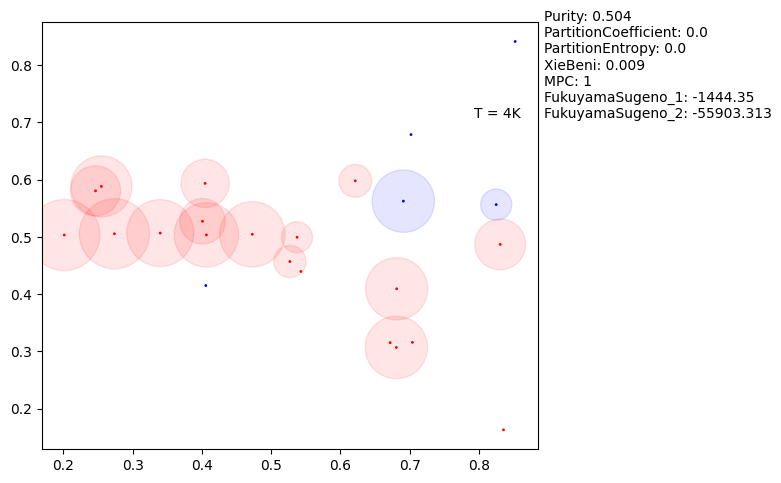 Purity: 0.504
PartitionCoefficient: 0.0
PartitionEntropy: 0.0
XieBeni: 0.009
MPC: 1
FukuyamaSugeno_1: -1444.35
FukuyamaSugeno_2: -55903.313
T = 4K
0.8
0.7
0.6
0.5
0.4
0.3
0.2
0.2 0.3 0.4 0.5 0.6 0.7 0.8